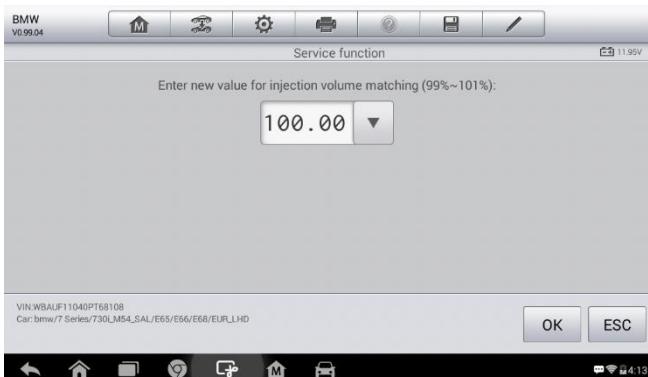 BMW
V0.99.04
Service function
11.95V
Enter new value for injection volume matching (99%~101%):
100.00
VIN:WBAUF11040PT68108
Car: bmw/7 Series/730i_M54_SAL/E65/E66/E68/EUR_LHD
OK
ESC
4:13